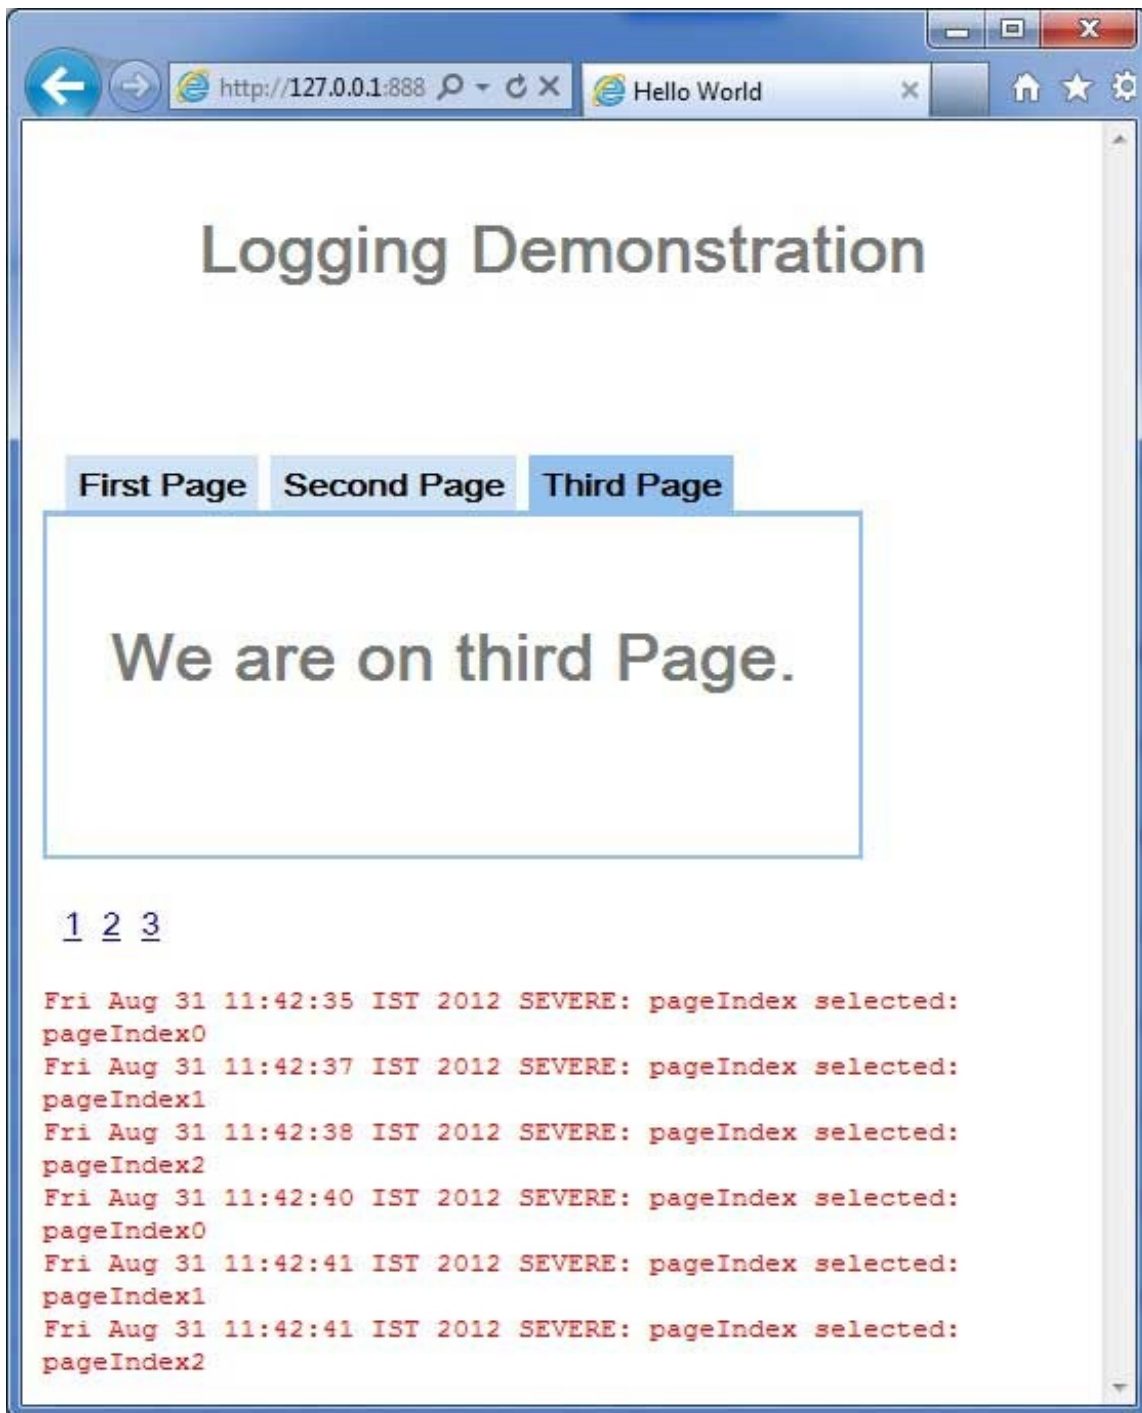 http://127.0.0.1:888
Hello World
Logging Demonstration
First Page Second Page Third Page
We are on third Page.
1 2 3
Fri Aug 31 11:42:35 IST 2012 SEVERE: pageIndex selected:
pageIndex0
Fri Aug 31 11:42:37 IST 2012 SEVERE: pageIndex selected:
pageIndex1
Fri Aug 31 11:42:38 IST 2012 SEVERE: pageIndex selected:
pageIndex2
Fri Aug 31 11:42:40 IST 2012 SEVERE: pageIndex selected:
pageIndex0
Fri Aug 31 11:42:41 IST 2012 SEVERE: pageIndex selected:
pageIndex1
Fri Aug 31 11:42:41 IST 2012 SEVERE: pageIndex selected:
pageIndex2